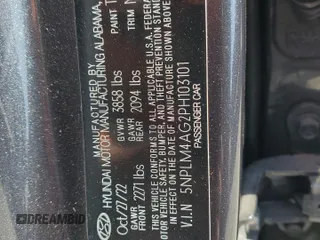 HYUNDAI MOTOR MANUFACTURING ALABAMA,
MANUFACTURED BY
PAINT
TRIM
Oct/27/22
GVWR 3858 lbs
GAWR FRONT 2271 lbs
GAWR REAR 2094 lbs
THIS VEHICLE CONFORMS TO ALL APPLICABLE U.S.A. FEDERAL
VEHICLE SAFETY, BUMPER, AND THEFT PREVENTION STANDARDS
IN EFFECT ON THE DATE OF MANUFACTURE SHOWN ABOVE.
V.I.N 5NPLM4AG2PH103101
PASSENGER CAR
DREAMBID